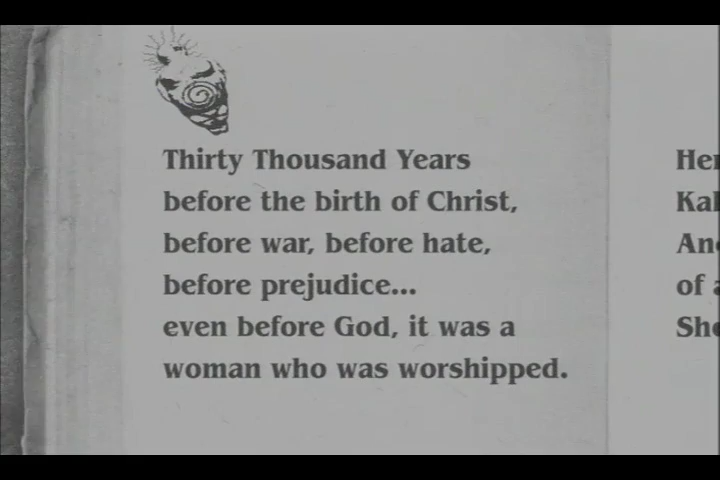 Thirty Thousand Years
before the birth of Christ,
before war, before hate,
before prejudice...
even before God, it was a
woman who was worshipped.
of